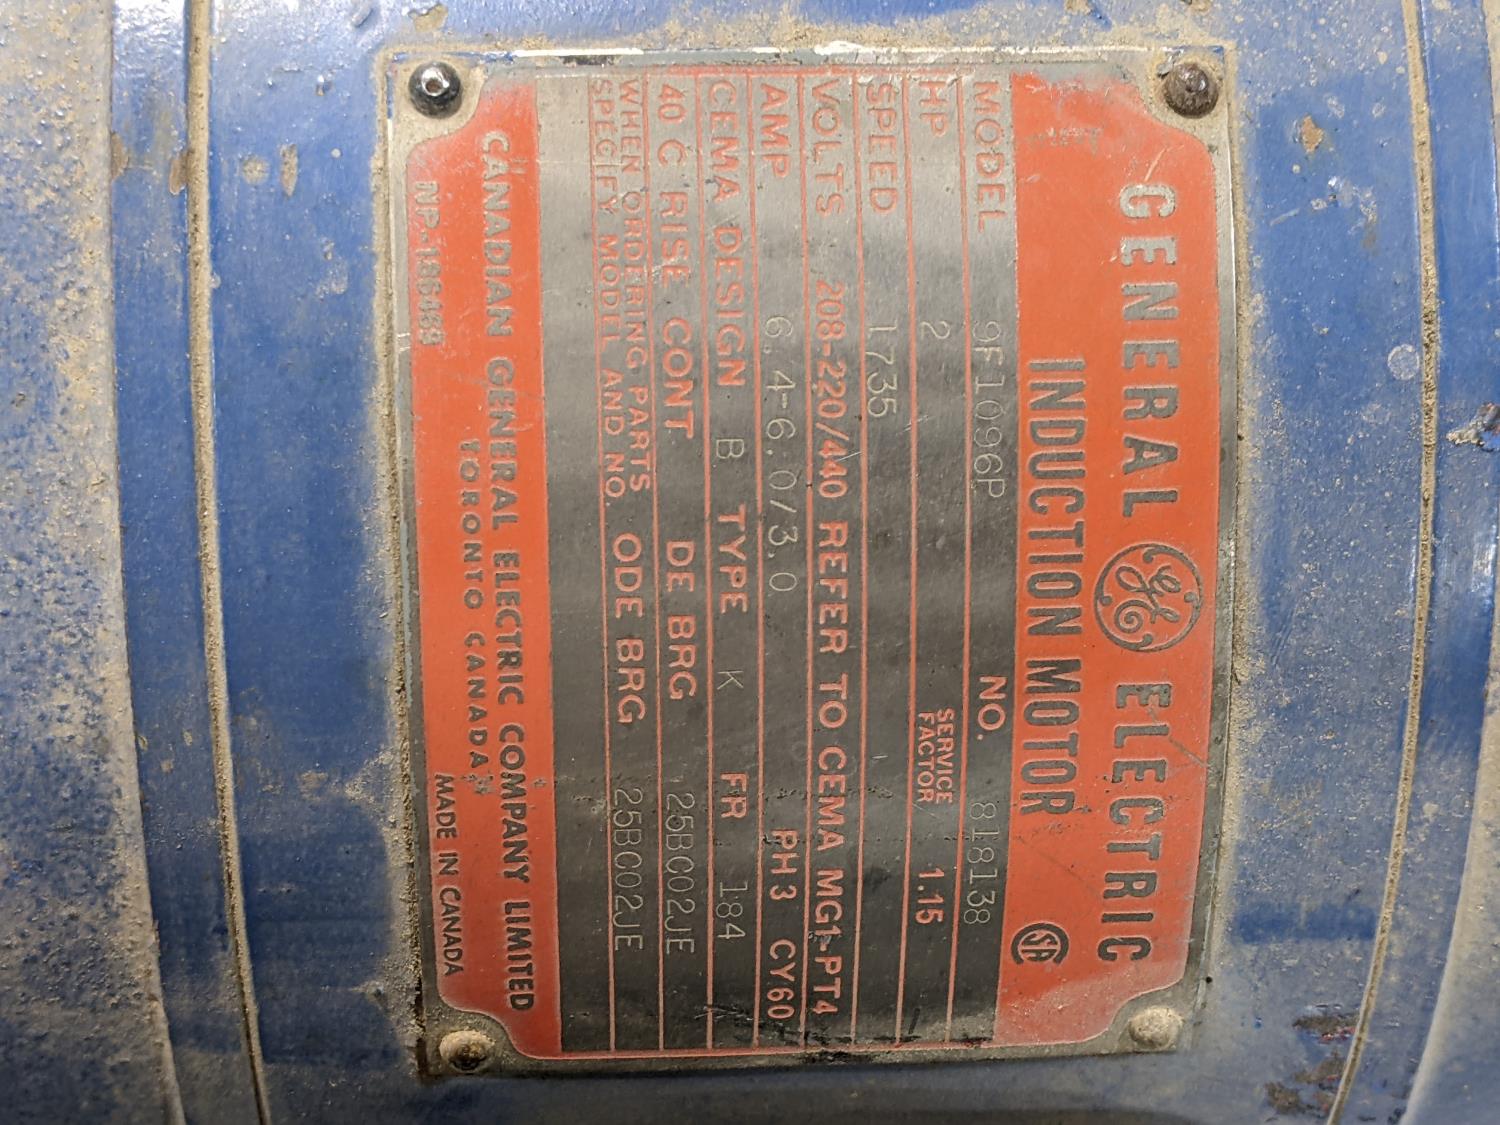 GENERAL GE ELECTRIC
INDUCTION MOTOR SA
MODEL 9F1096P NO. 818138
HP 2 SERVICE FACTOR 1.15
SPEED 1735
VOLTS 208-220/440 REFER TO CEMA MG1-PT4
AMP 6.4-6.0/3.0 PH 3 CY 60
CEMA DESIGN B TYPE K FR 184
40 C RISE CONT DE BRG 25BC02JE
WHEN ORDERING PARTS
SPECIFY MODEL AND NO. ODE BRG 25BC02JE
CANADIAN GENERAL ELECTRIC COMPANY LIMITED
TORONTO CANADA
MADE IN CANADA